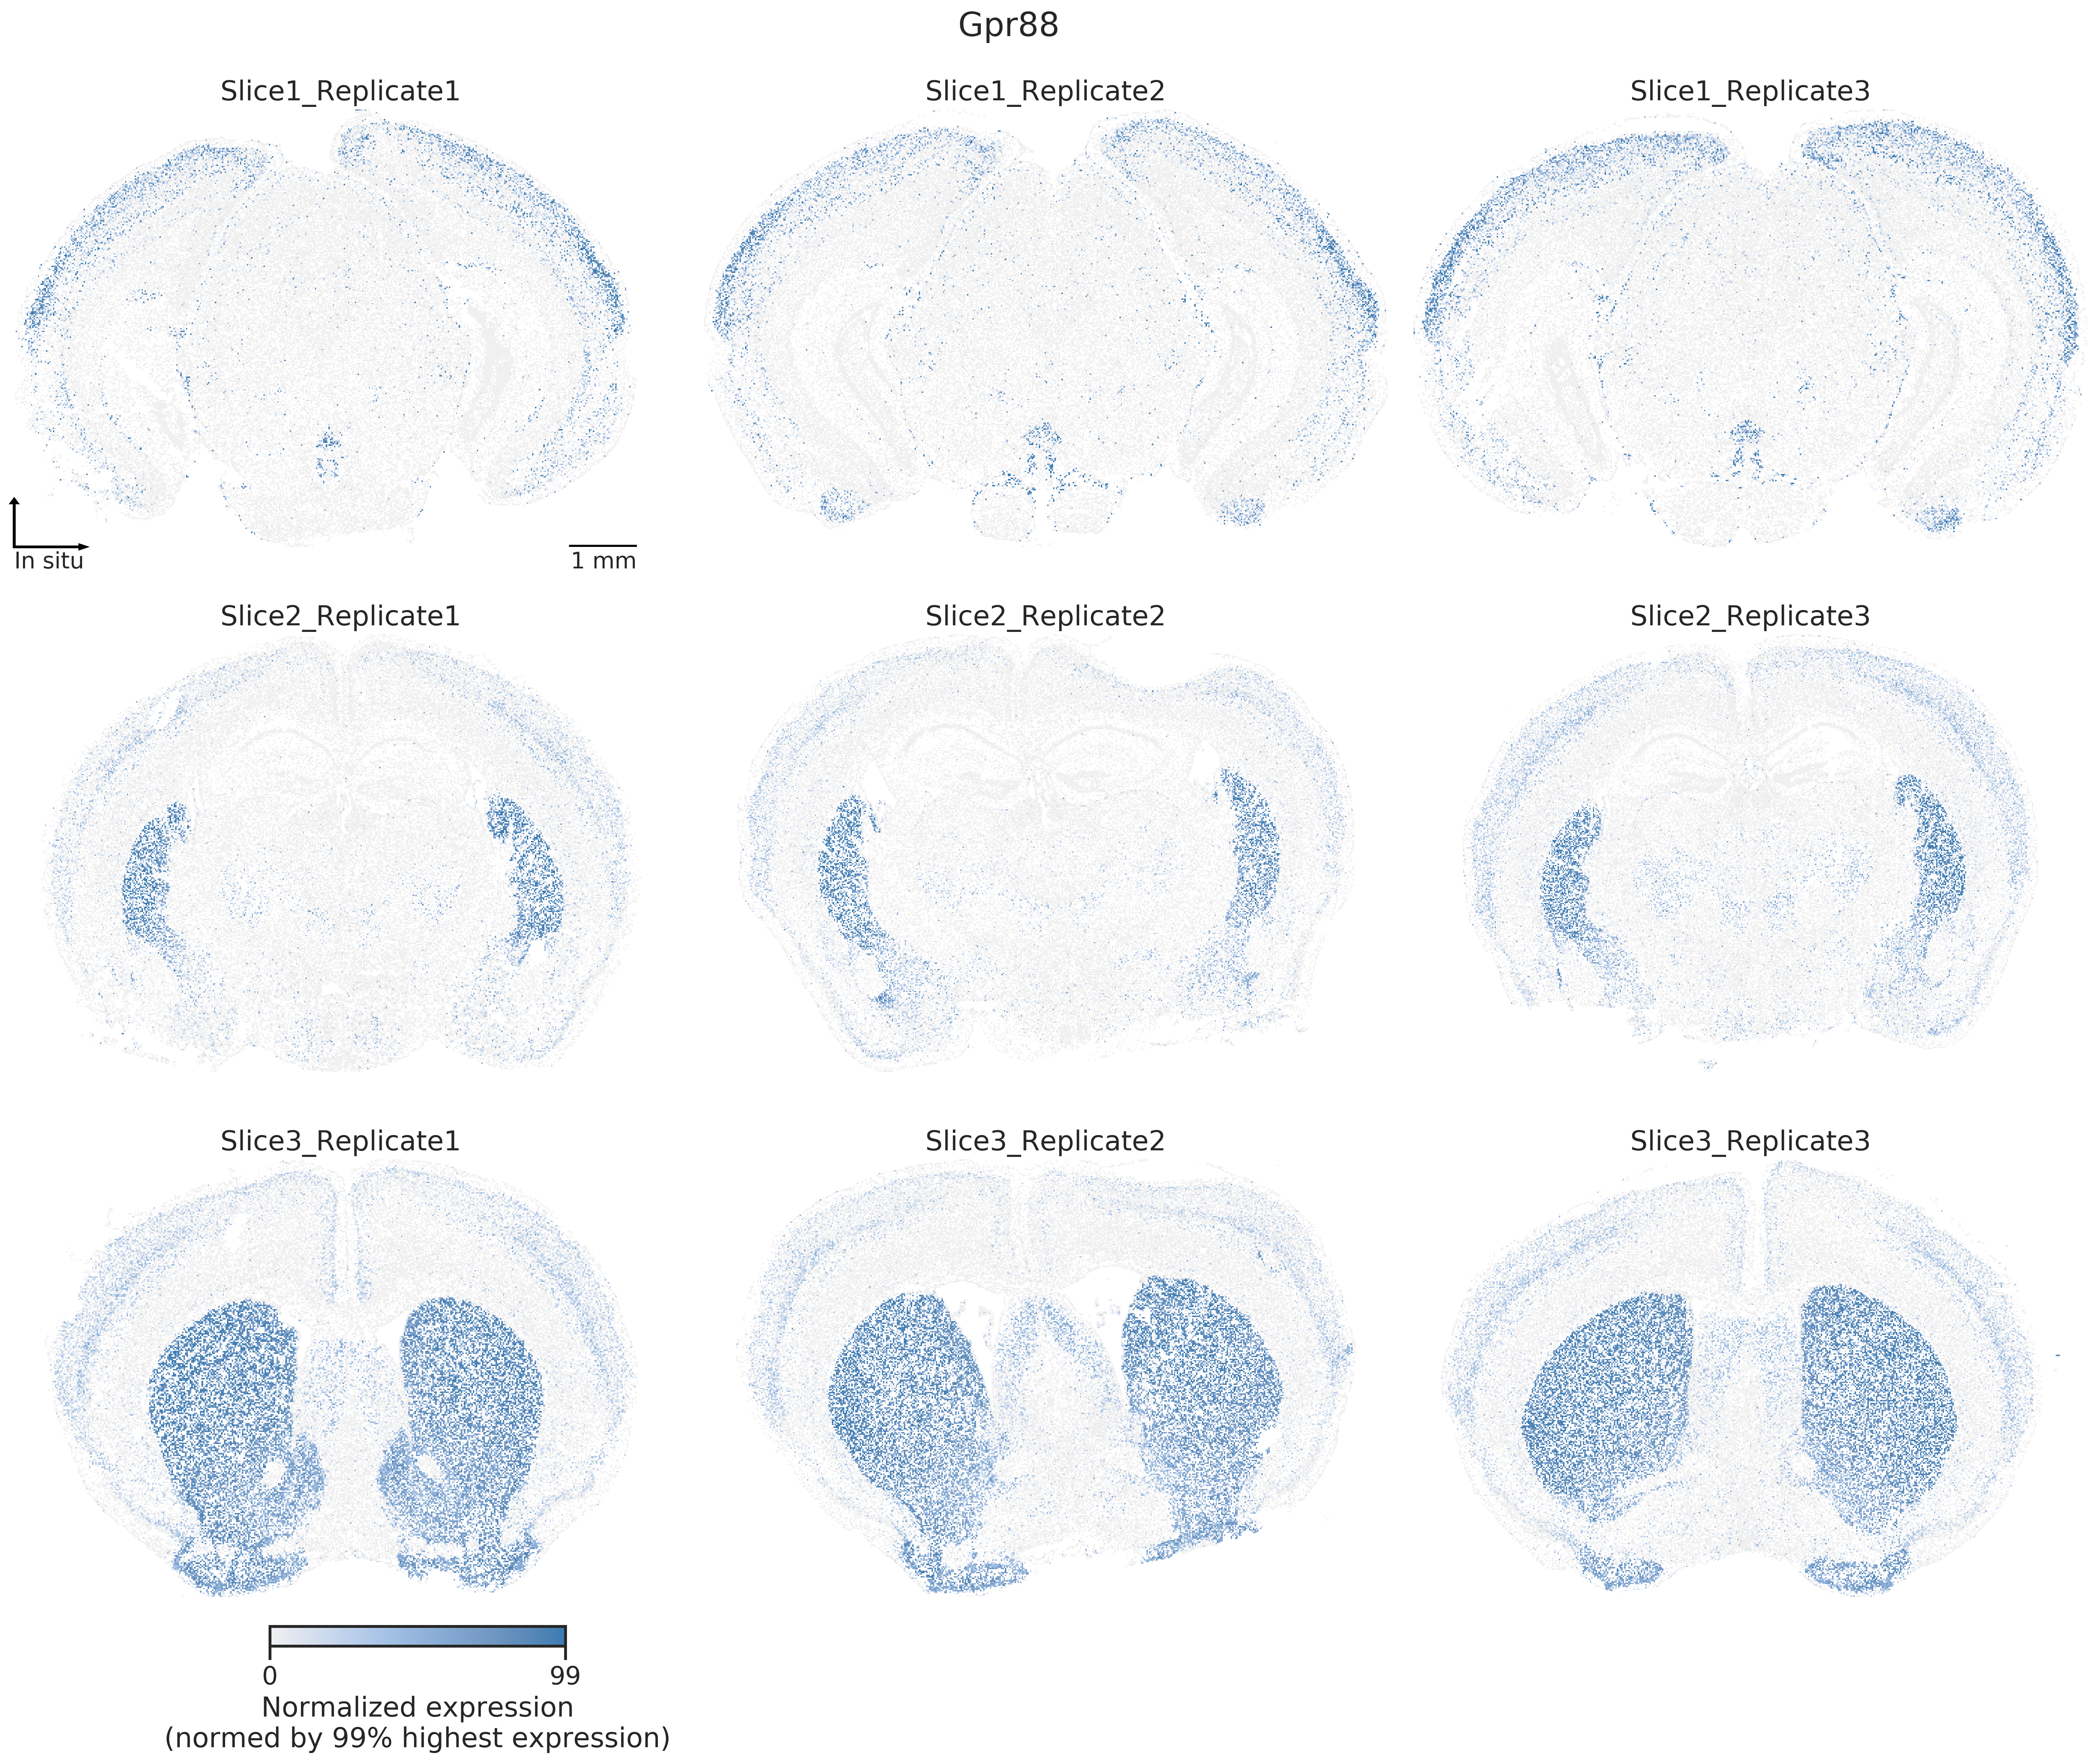 Gpr88
Slice1_Replicate1
Slice1_Replicate2
Slice1_Replicate3
In situ
1 mm
Slice2_Replicate1
Slice2_Replicate2
Slice2_Replicate3
Slice3_Replicate1
Slice3_Replicate2
Slice3_Replicate3
0
99
Normalized expression
(normed by 99% highest expression)